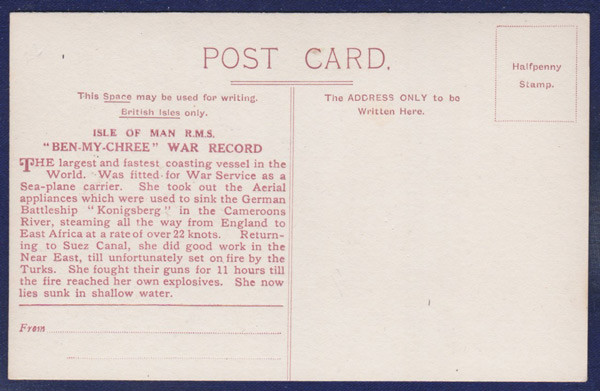 POST CARD.
Halfpenny
Stamp.
This Space may be used for writing.
British Isles only.
The ADDRESS ONLY to be
Written Here.
ISLE OF MAN R.M.S.
"BEN-MY-CHREE" WAR RECORD
THE largest and fastest coasting vessel in the
World. Was fitted for War Service as a
Sea-plane carrier. She took out the Aerial
appliances which were used to sink the German
Battleship "Konigsberg" in the Cameroons
River, steaming all the way from England to
East Africa at a rate of over 22 knots. Return-
ing to Suez Canal, she did good work in the
Near East, till unfortunately set on fire by the
Turks. She fought their guns for 11 hours till
the fire reached her own explosives. She now
lies sunk in shallow water.
From